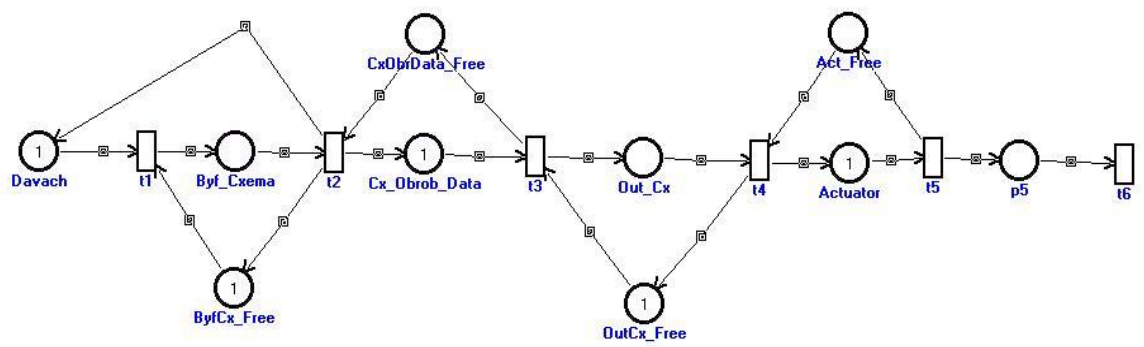 CxObrData_Free
Act_Free
1
Davach
t1
Byf_Cxema
t2
1
Cx_Obrob_Data
t3
Out_Cx
t4
1
Actuator
t5
p5
t6
1
ByfCx_Free
1
OutCx_Free